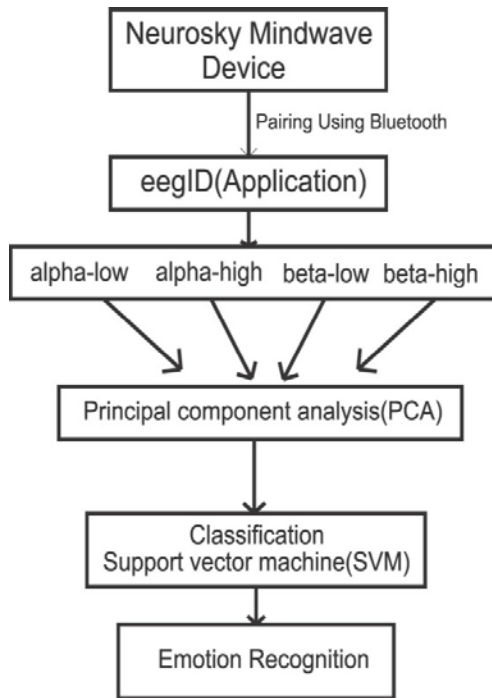 Neurosky Mindwave
Device
Pairing Using Bluetooth
eegID(Application)
alpha-low alpha-high beta-low beta-high
Principal component analysis(PCA)
Classification
Support vector machine(SVM)
Emotion Recognition